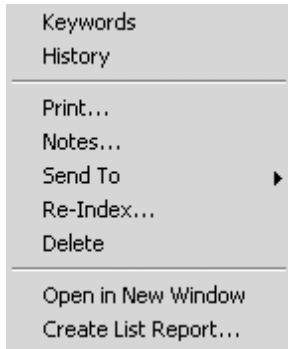 Keywords
History
Print...
Notes...
Send To
Re-Index...
Delete
Open in New Window
Create List Report...